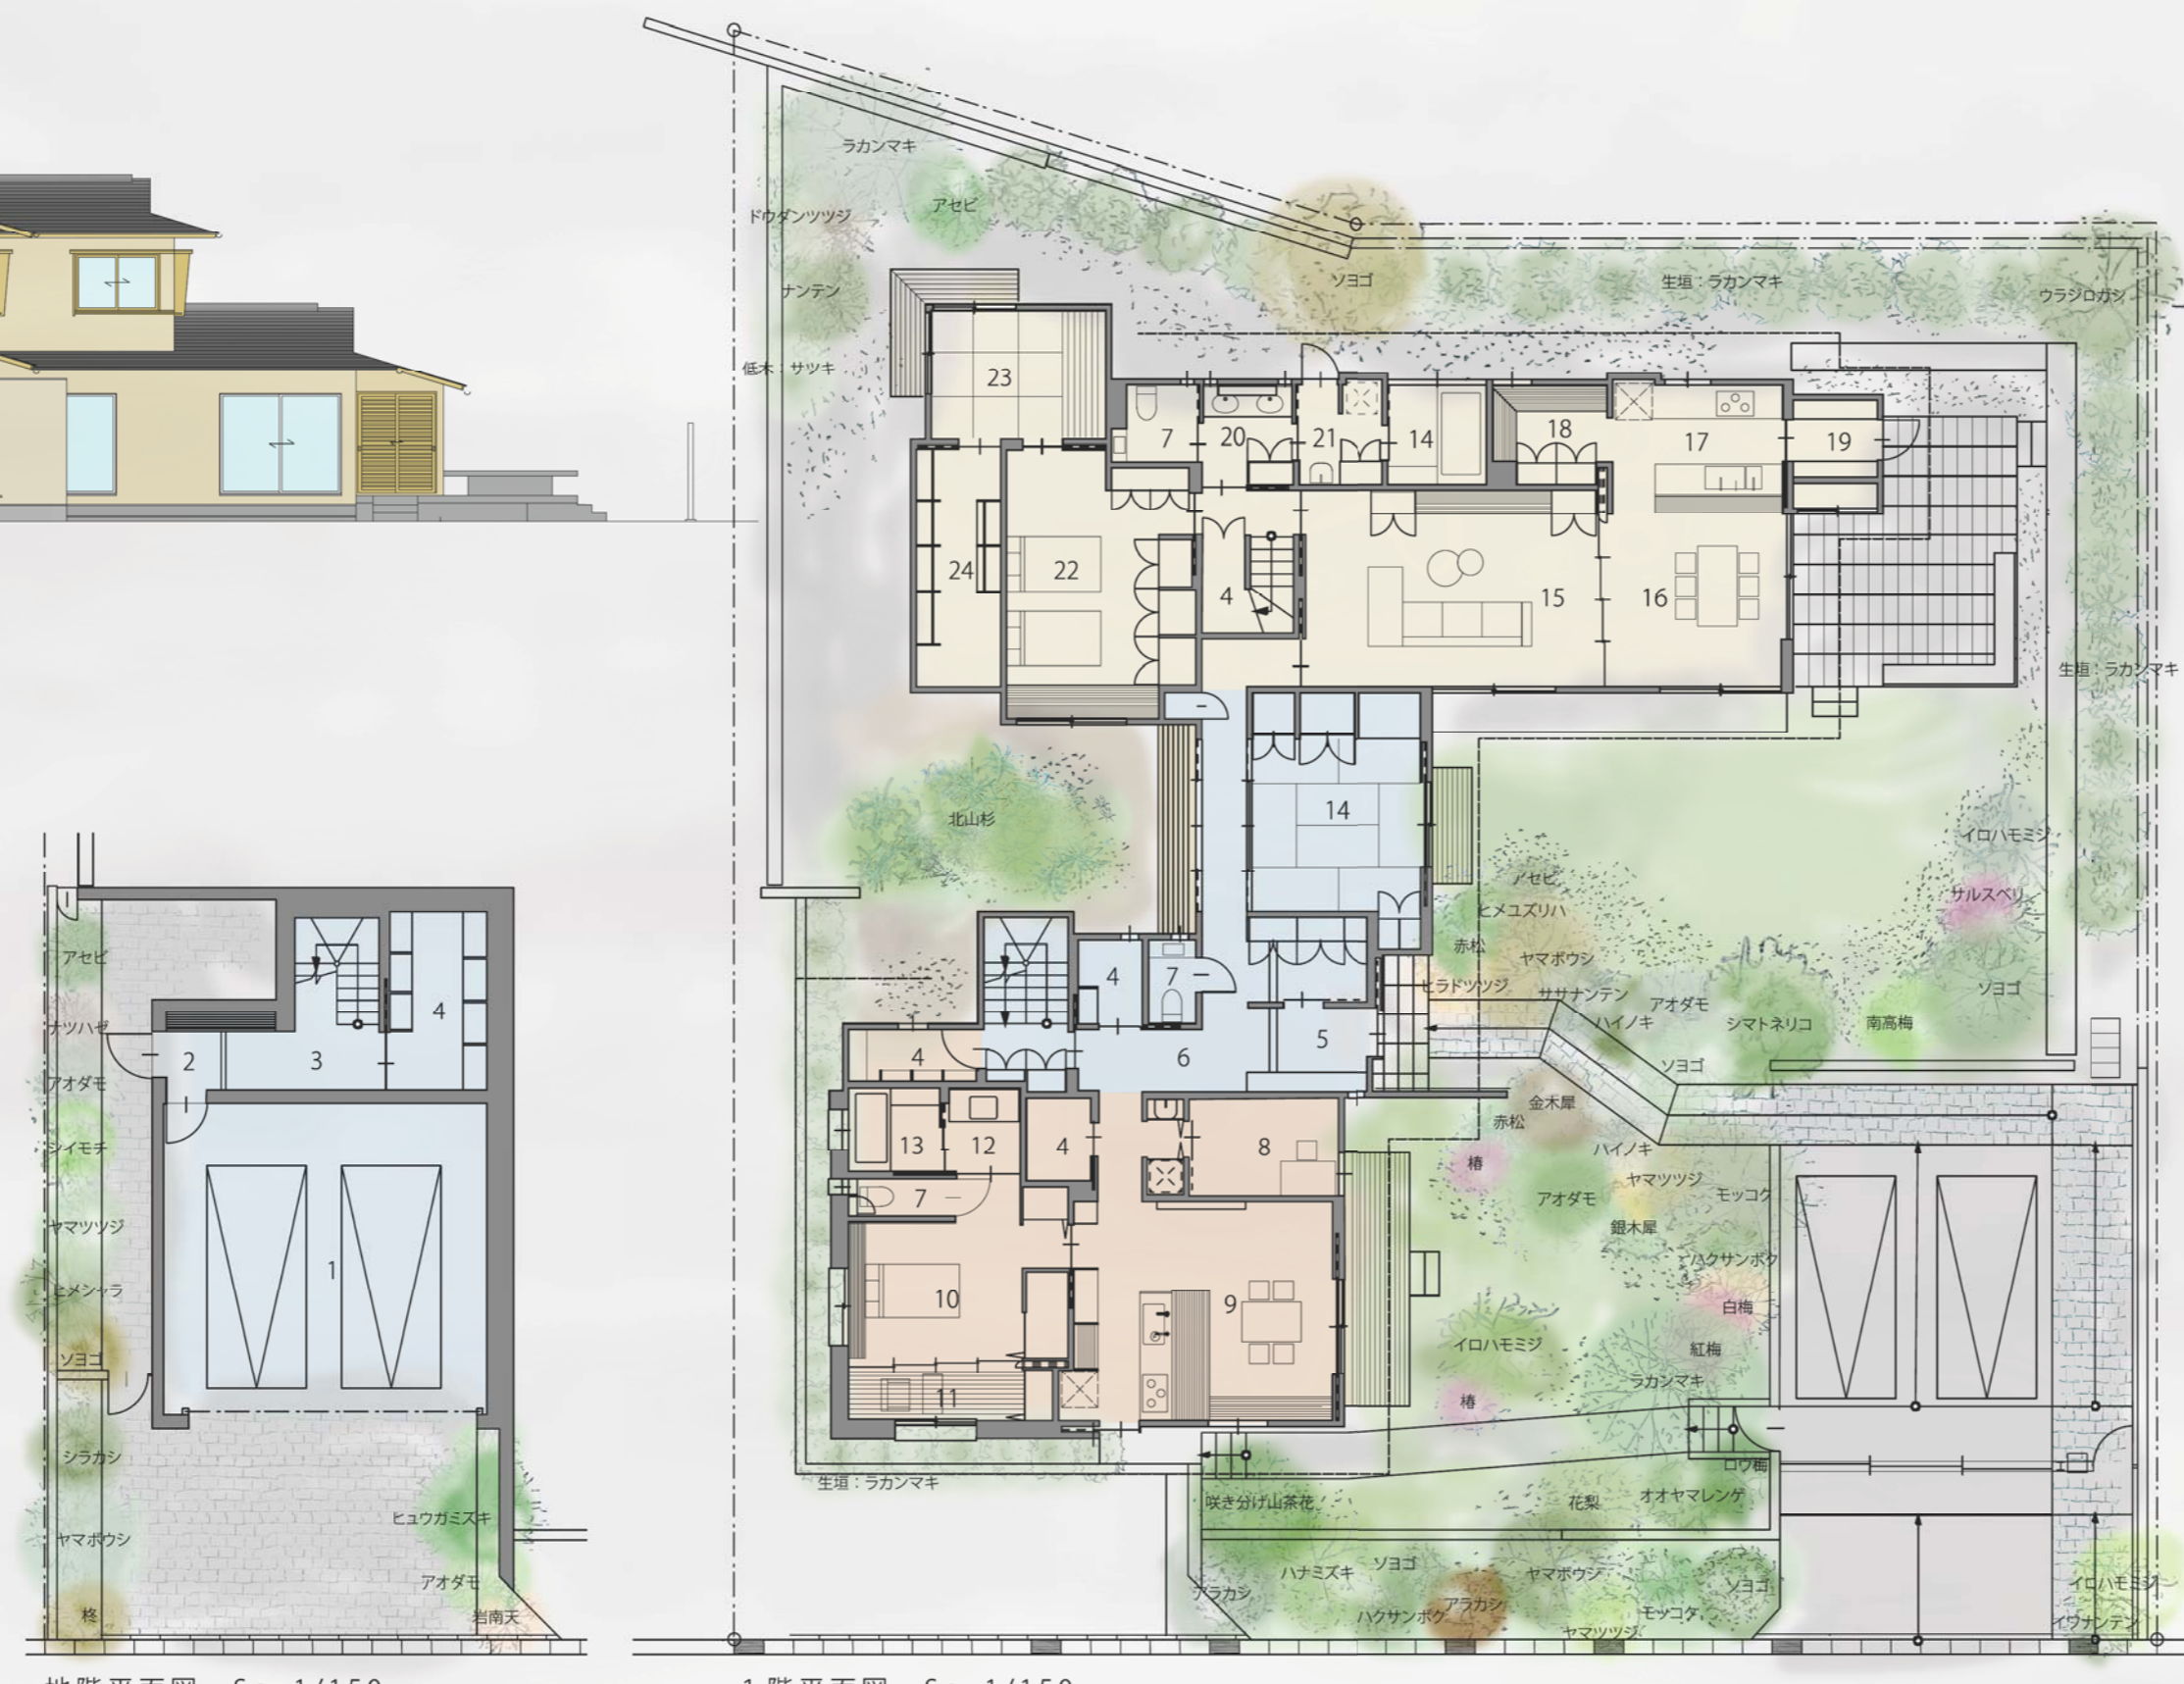 ラカンマキ
アセビ
ドウダンツツジ
ソヨゴ
生垣：ラカンマキ
ウラジロガシ
ナンテン
低木：サツキ
23
7
20
21
14
18
17
19
24
22
4
15
16
生垣：ラカンマキ
北山杉
14
イロハモミジ
サルスベリ
ソヨゴ
アセビ
ヒメユズリハ
赤松
ヤマボウシ
ヒラドツツジ
ササナンテン
アオダモ
ハイノキ
シマトネリコ
南高梅
ソヨゴ
4
7
5
6
4
13
12
4
8
7
10
9
11
金木犀
赤松
ハイノキ
椿
ヤマツツジ
アオダモ
モッコク
銀木犀
ハクサンボク
白梅
イロハモミジ
紅梅
ラカンマキ
椿
ロウ梅
生垣：ラカンマキ
咲き分け山茶花
花梨
オオヤマレンゲ
ハナミズキ
ソヨゴ
ヤマボウシ
ソヨゴ
アラカシ
ハクサンボク
アラカシ
モッコク
ヤマツツジ
イロハモミジ
イワナンテン
アセビ
ナツハゼ
アオダモ
シイモチ
ヤマツツジ
ヒメシャラ
ソヨゴ
シラカシ
ヤマボウシ
柊
4
2
3
1
ヒュウガミズキ
アオダモ
岩南天
地階平面図 S= 1/150
1階平面図 S= 1/150